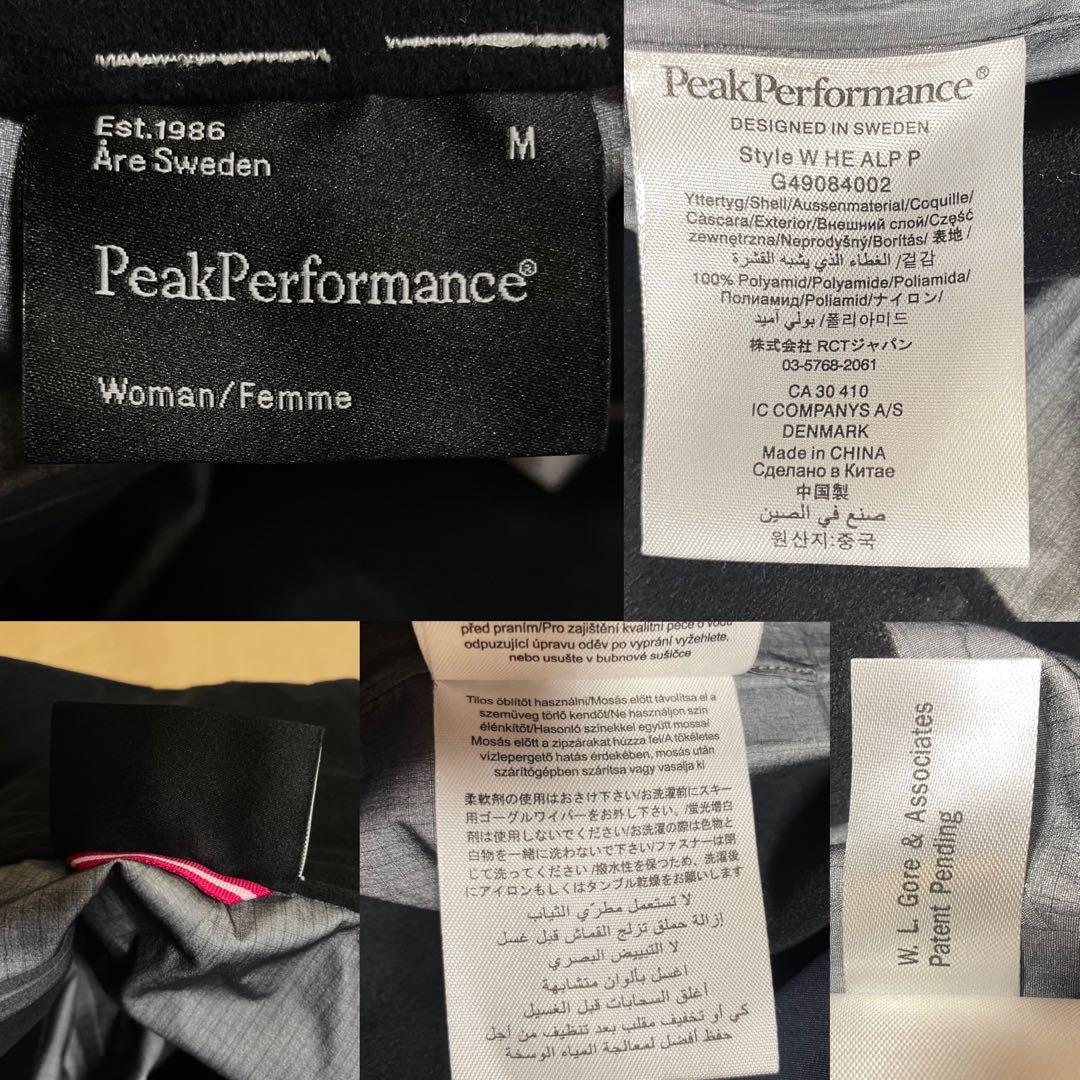 Est.1986
Åre Sweden
M
PeakPerformance®
Woman/Femme
PeakPerformance®
DESIGNED IN SWEDEN
Style W HE ALP P
G49084002
Yttertyg/Shell/Aussenmaterial/Coquille/
Cáscara/Exterior/Внешний слой/Część
zewnętrzna/Neprodyšný/Borítás/表地/
الغطاء الذي يشبه القشرة/겉감
100% Polyamid/Polyamide/Poliamida/
Полиамид/Poliamid/ナイロン/
بولي أميد/폴리아미드
株式会社 RCTジャパン
03-5768-2061
CA 30 410
IC COMPANYS A/S
DENMARK
Made in CHINA
Сделано в Китае
中国製
صنع في الصين
원산지:중국
před praním/Pro zajištění kvalitní péče o vodu
odpuzující úpravu oděv po vyprání vyžehlete,
nebo usušte v bubnové sušičce
Tilos öblítőt használni/Mosás előtt távolítsa el a
szemüveg törlő kendőt/Ne használjon szín
élénkítőt/Hasonló színekkel együtt mossa/
Mosás előtt a zipzárakat húzza fel/A tökéletes
vízlepergető hatás érdekében, mosás után
szárítógépben szárítsa vagy vasalja ki
柔軟剤の使用はおさけ下さい/お洗濯前にスキー
用ゴーグルワイパーをお外し下さい。/蛍光増白
剤は使用しないでください/お洗濯の際は色物と
白物を一緒に洗わないで下さい/ファスナーは閉
じて洗ってください/撥水性を保つため、洗濯後
にアイロンもしくはタンブル乾燥をお願いします
لا تستعمل مطرّي الثياب
إزالة حملق تزلج القماش قبل غسل
لا التبييض البصري
اغسل بألوان متشابهة
أغلق السحابات قبل الغسيل
كي أو تخفيف مقلب بعد تنظيف من أجل
حفظ أفضل لمعالجة المياه الوسخة
W. L. Gore & Associates
Patent Pending